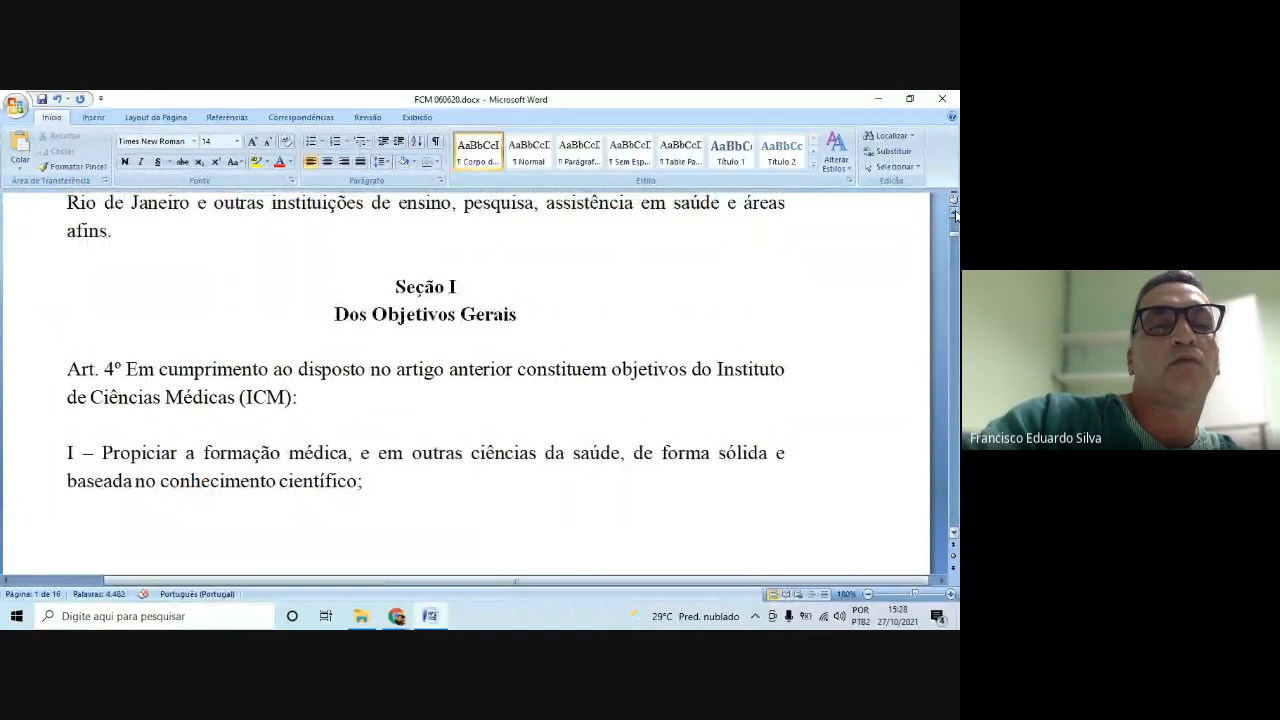 FCM 060620.docx - Microsoft Word
Início Inserir Layout da Página Referências Correspondências Revisão Exibição
Colar
Recortar
Copiar
Formatar Pincel
Área de Transferência
Times New Roman 14
Fonte
Parágrafo
AaBbCcI AaBbCcI AaBbCcI AaBbCcI AaBbCcI AaBbCc AaBbCc
¶ Corpo d... ¶ Normal ¶ Parágraf... ¶ Sem Esp... ¶ Table Pa... Título 1 Título 2
Alterar
Estilos
Estilo
Localizar
Substituir
Selecionar
Edição
Rio de Janeiro e outras instituições de ensino, pesquisa, assistência em saúde e áreas
afins.
Seção I
Dos Objetivos Gerais
Art. 4º Em cumprimento ao disposto no artigo anterior constituem objetivos do Instituto
de Ciências Médicas (ICM):
I – Propiciar a formação médica, e em outras ciências da saúde, de forma sólida e
baseada no conhecimento científico;
Página: 1 de 16 Palavras: 4.482 Português (Portugal) 180%
Digite aqui para pesquisar
29°C Pred. nublado
POR
PTB2
15:28
27/10/2021
4
Francisco Eduardo Silva